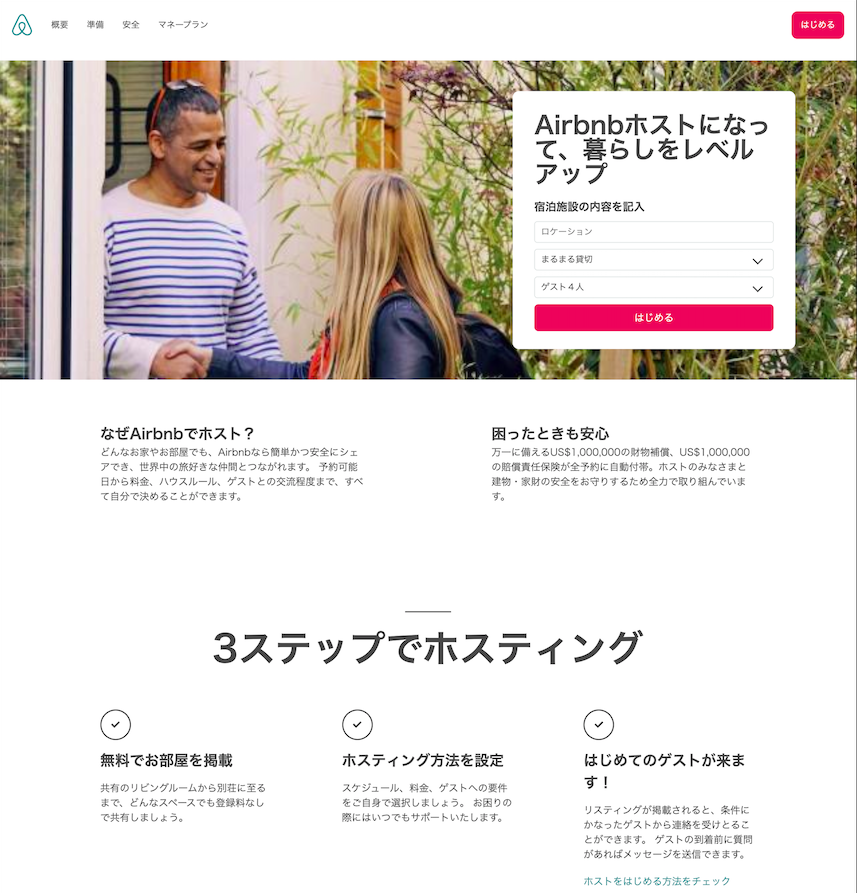 概要 準備 安全 マネープラン はじめる
Airbnbホストになっ
て、暮らしをレベル
アップ
宿泊施設の内容を記入
ロケーション
まるまる貸切
ゲスト４人
はじめる
なぜAirbnbでホスト？
どんなお家やお部屋でも、Airbnbなら簡単かつ安全にシェ
アでき、世界中の旅好きな仲間とつながれます。 予約可能
日から料金、ハウスルール、ゲストとの交流程度まで、すべ
て自分で決めることができます。
困ったときも安心
万一に備えるUS$1,000,000の財物補償、US$1,000,000
の賠償責任保険が全予約に自動付帯。ホストのみなさまと
建物・家財の安全をお守りするため全力で取り組んでいま
す。
3ステップでホスティング
無料でお部屋を掲載
共有のリビングルームから別荘に至る
まで、どんなスペースでも登録料なし
で共有しましょう。
ホスティング方法を設定
スケジュール、料金、ゲストへの要件
をご自身で選択しましょう。 お困りの
際にはいつでもサポートいたします。
はじめてのゲストが来ま
す！
リスティングが掲載されると、条件に
かなったゲストから連絡を受けとるこ
とができます。 ゲストの到着前に質問
があればメッセージを送信できます。
ホストをはじめる方法をチェック